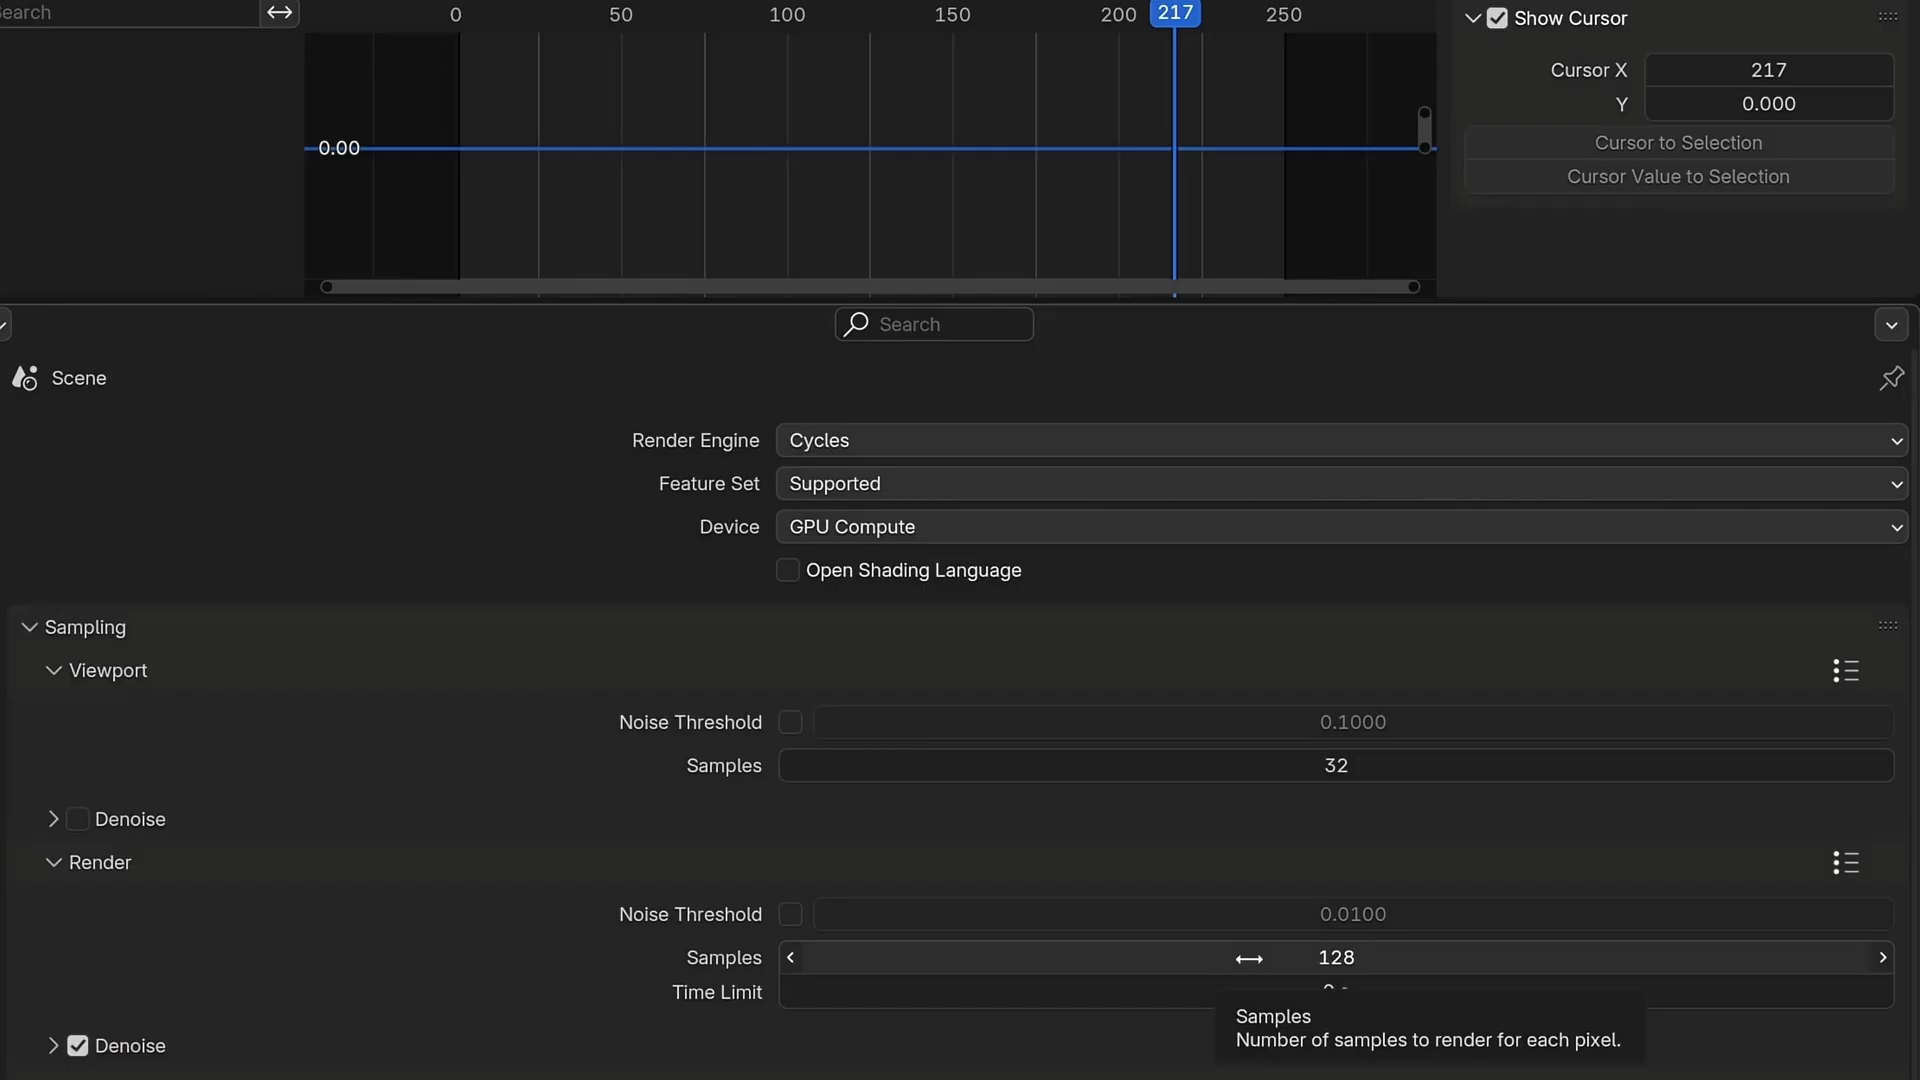 0 50 100 150 200 217 250
Show Cursor
Cursor X 217
Y 0.000
Cursor to Selection
0.00
Cursor Value to Selection
Search
Scene
Render Engine Cycles
Feature Set Supported
Device GPU Compute
Open Shading Language
Sampling
Viewport
Noise Threshold 0.1000
Samples 32
Denoise
Render
Noise Threshold 0.0100
Samples 128
Time Limit
Samples
Number of samples to render for each pixel.
Denoise